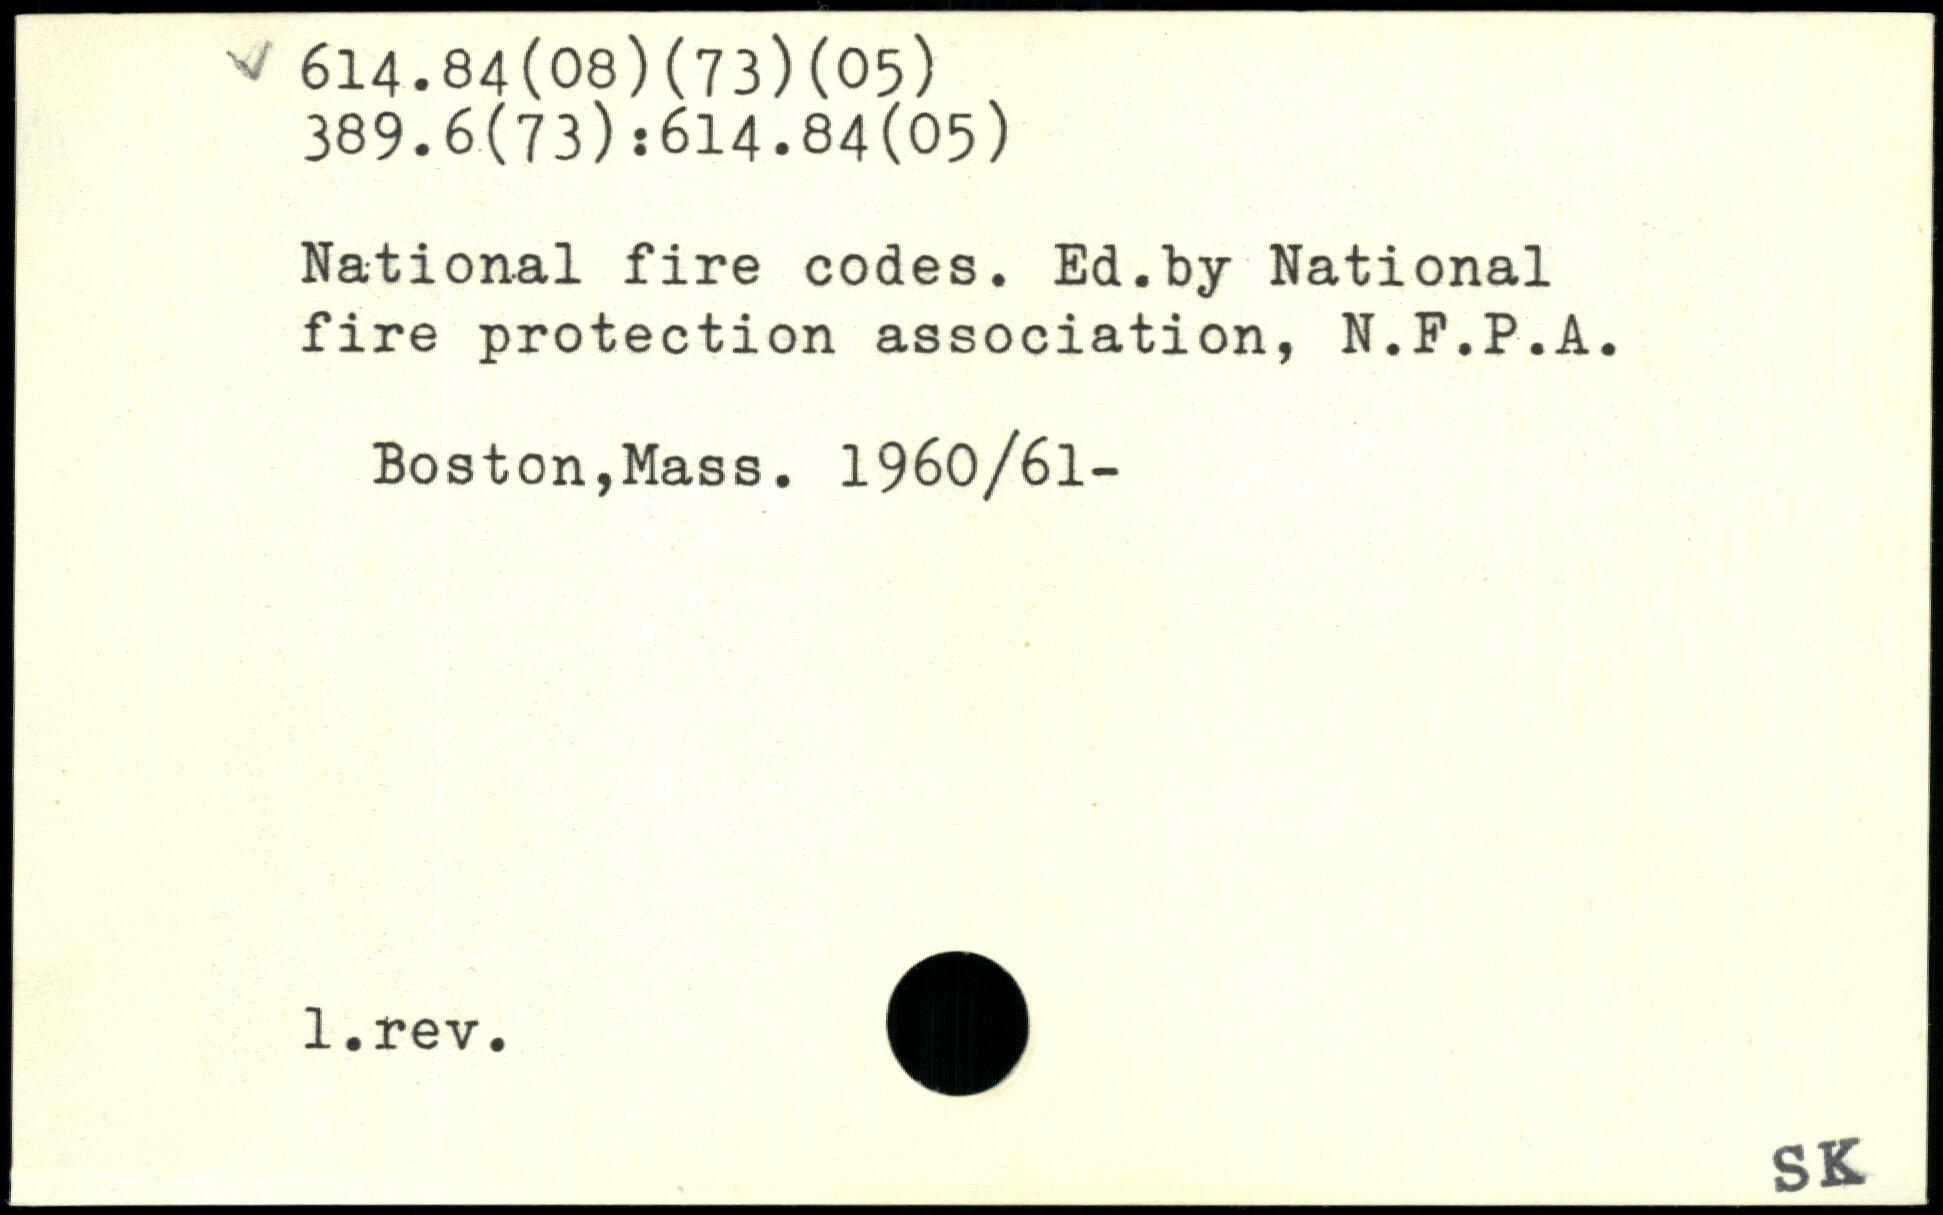 ✓ 614.84(08)(73)(05)
389.6(73):614.84(05)
National fire codes. Ed.by National
fire protection association, N.F.P.A.
Boston,Mass. 1960/61-
1.rev.
SK